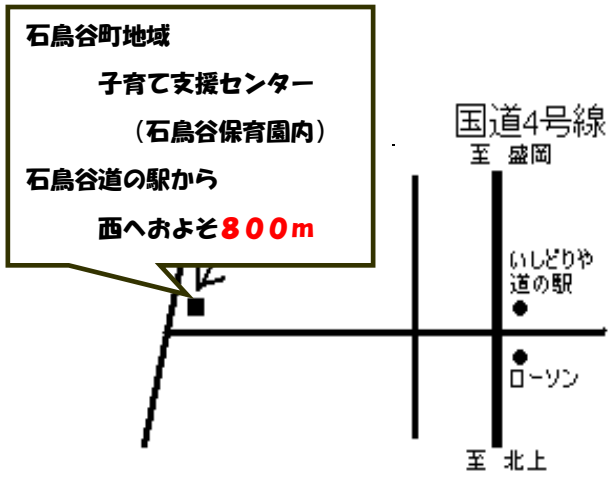 石鳥谷町地域
子育て支援センター
（石鳥谷保育園内）
石鳥谷道の駅から
西へおよそ８００ｍ
国道4号線
至 盛岡
いしどりや
道の駅
ローソン
至 北上